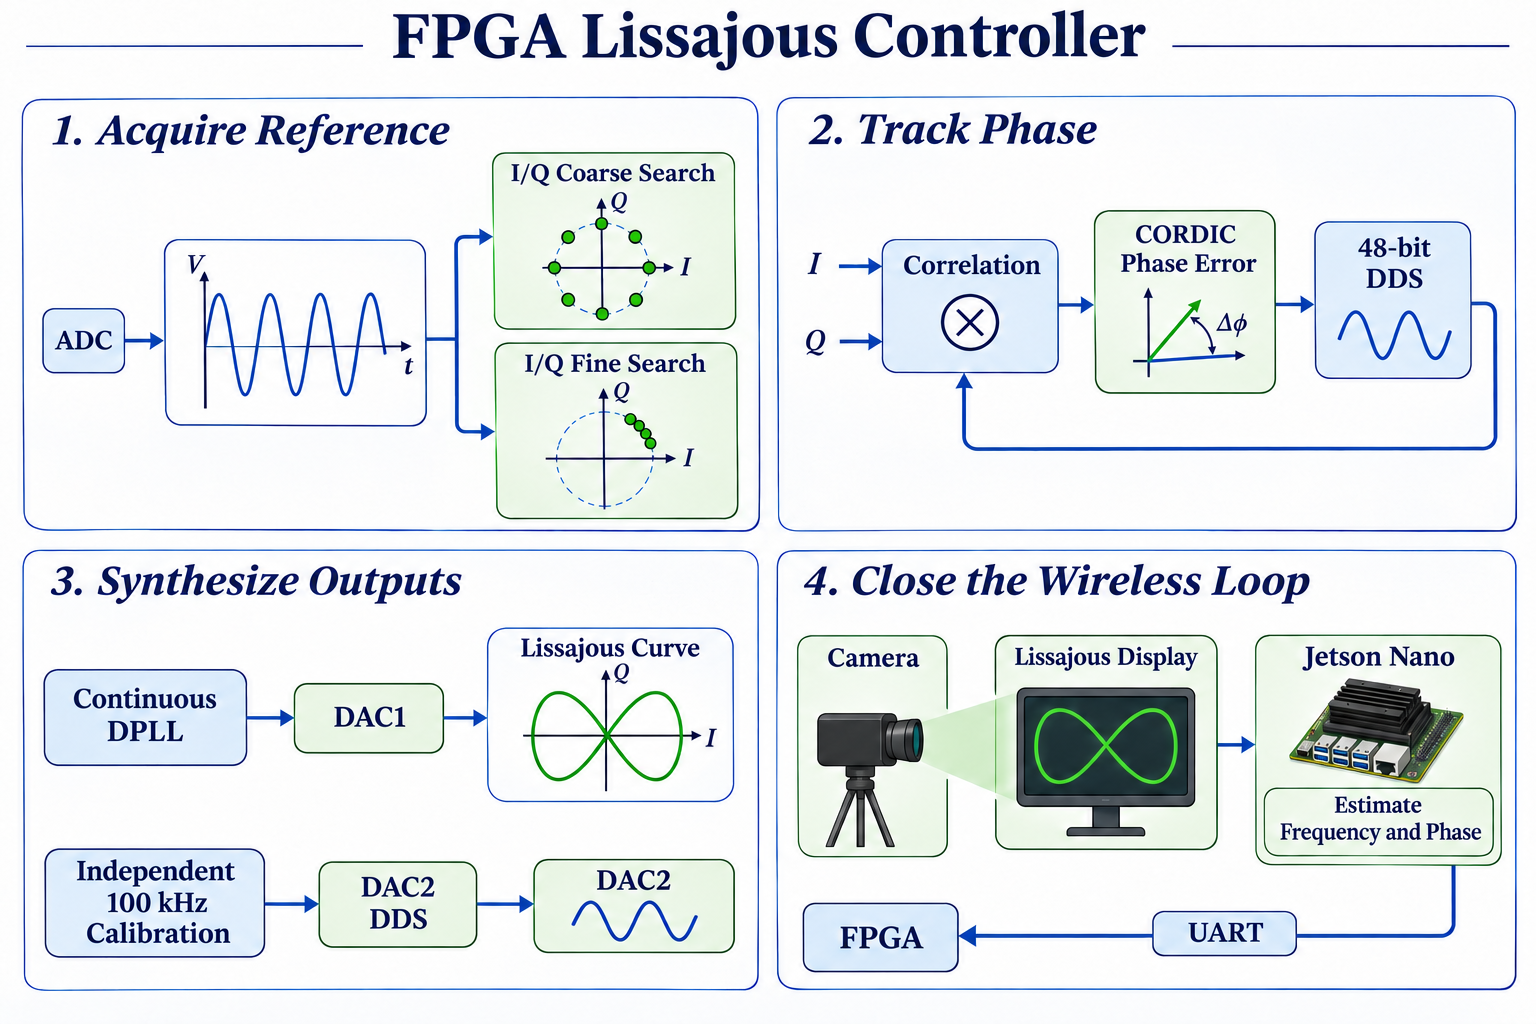 FPGA Lissajous Controller
1. Acquire Reference
ADC
V
t
I/Q Coarse Search
Q
I
I/Q Fine Search
Q
I
2. Track Phase
I
Q
Correlation
CORDIC
Phase Error
Δϕ
48-bit
DDS
3. Synthesize Outputs
Continuous
DPLL
DAC1
Lissajous Curve
Q
I
Independent
100 kHz
Calibration
DAC2
DDS
DAC2
4. Close the Wireless Loop
Camera
Lissajous Display
Jetson Nano
Estimate
Frequency and Phase
UART
FPGA